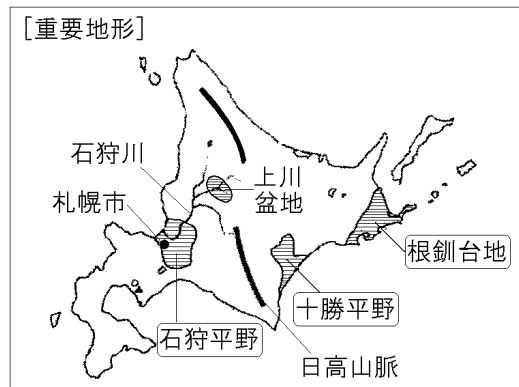 [重要地形]
石狩川
上川
盆地
札幌市
根釧台地
十勝平野
石狩平野
日高山脈